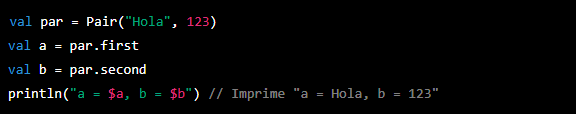 val par = Pair("Hola", 123)
val a = par.first
val b = par.second
println("a = $a, b = $b") // Imprime "a = Hola, b = 123"